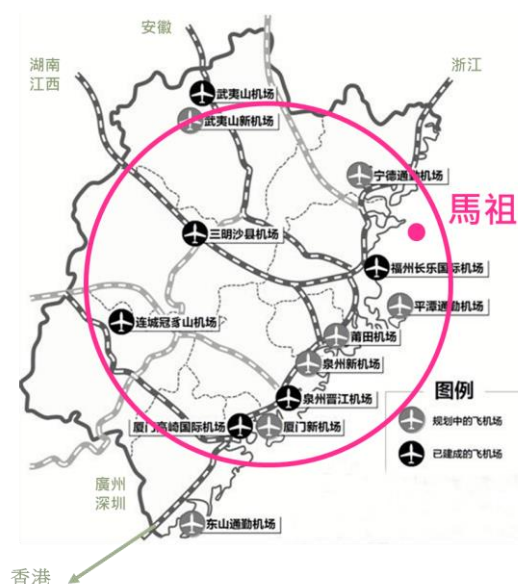 安徽
湖南
江西
浙江
武夷山机场
武夷山新机场
宁德通勤机场
馬祖
三明沙县机场
福州长乐国际机场
平潭通勤机场
连城冠豸山机场
莆田机场
泉州新机场
图例
泉州晋江机场
规划中的飞机场
厦门高崎国际机场
厦门新机场
已建成的飞机场
廣州
深圳
东山通勤机场
香港